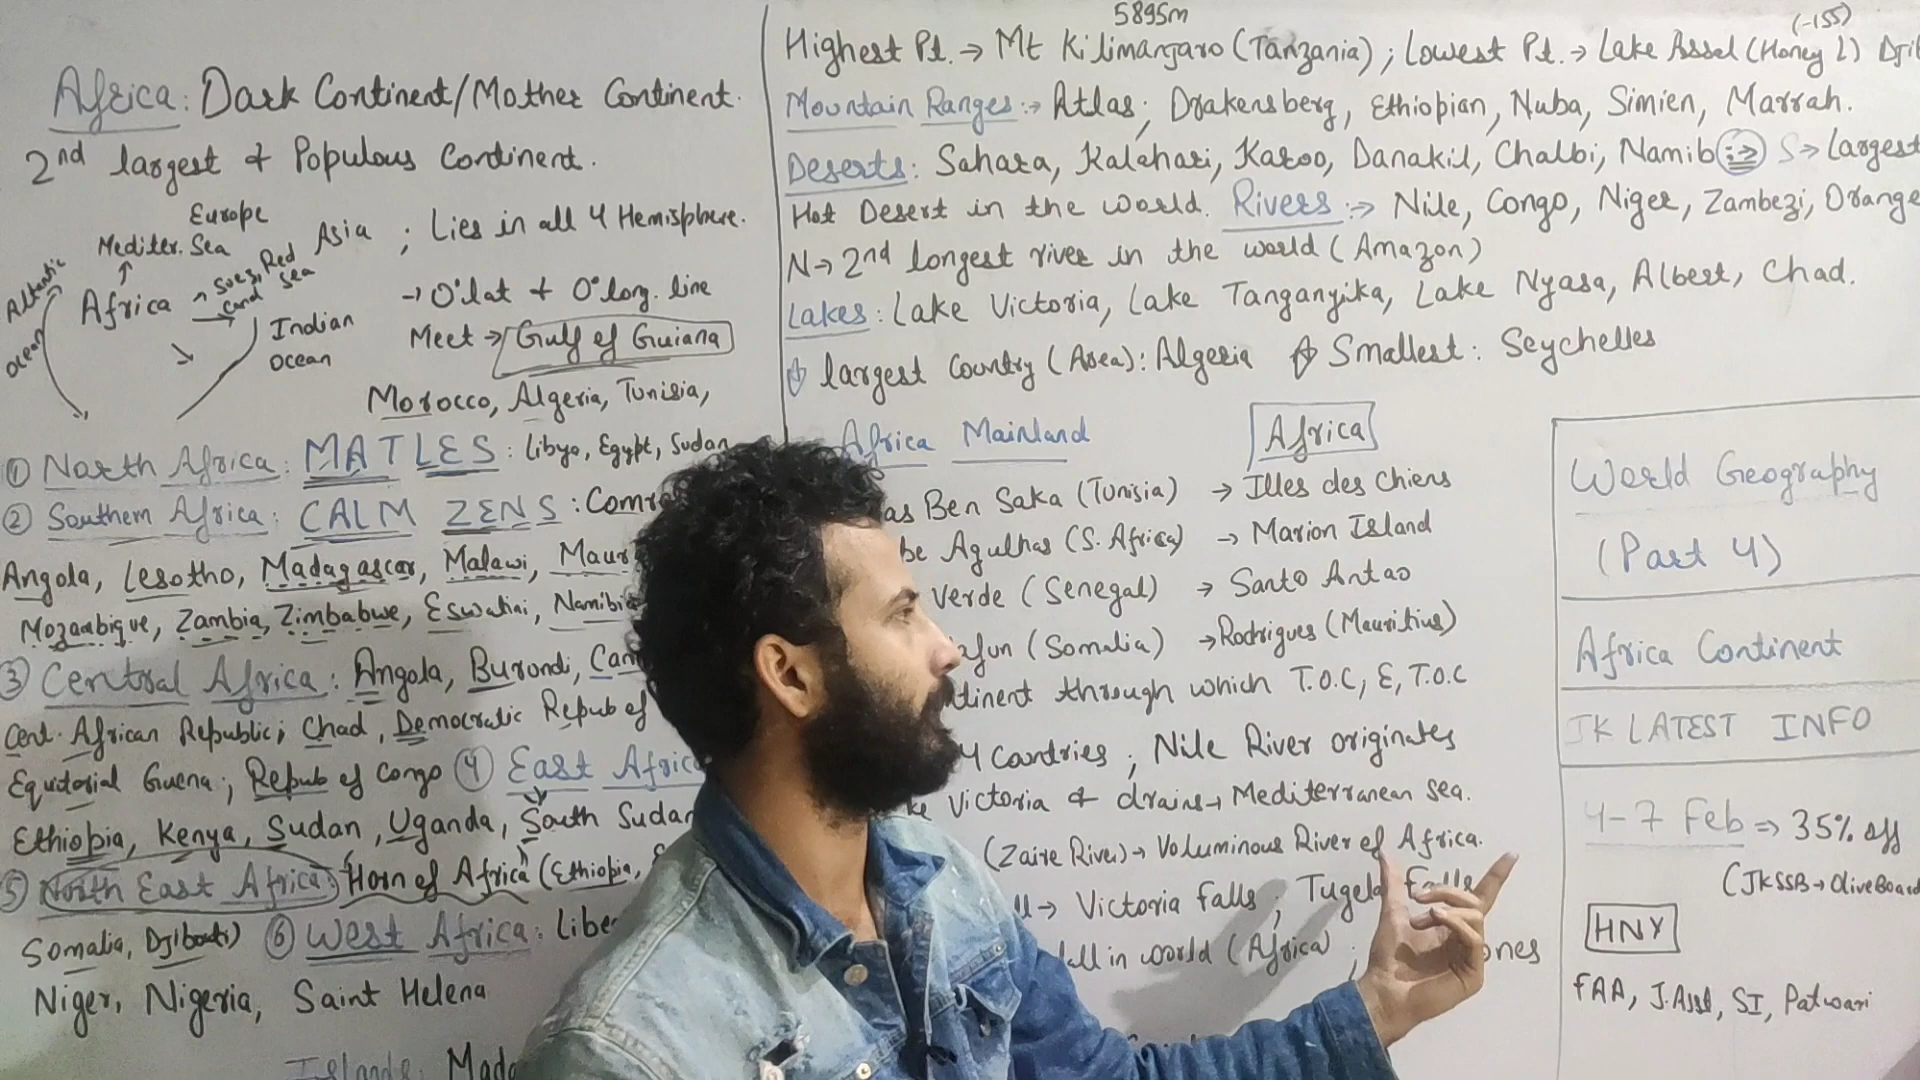 Africa: Dark Continent/Mother Continent.
2nd largest & Populous Continent.
Europe
Mediter. Sea
Asia
; Lies in all 4 Hemisphere.
Atlantic
Ocean
Africa
Suez
Canal
Red
Sea
Indian
Ocean
→ 0°lat + 0°long. line
Meet → Gulf of Guiana
Morocco, Algeria, Tunisia,
① North Africa: MATLES: Libya, Egypt, Sudan
② Southern Africa: CALM ZENS: Comro
Angola, Lesotho, Madagascar, Malawi, Maur
Mozambique, Zambia, Zimbabwe, Eswatini, Namibia
③ Central Africa: Angola, Burundi, Cam
Cent. African Republic; Chad, Democratic Repub of
Equitorial Guena; Repub of Congo ④ East Africa
Ethiopia, Kenya, Sudan, Uganda, South Sudan
⑤ North East Africa: Horn of Africa (Ethiopia,
Somalia, Djibouti) ⑥ West Africa: Libe
Niger, Nigeria, Saint Helena
Islands: Mada
5895m
(-155)
Highest Pt. → Mt Kilimanjaro (Tanzania); Lowest Pt. → Lake Assal (Honey L) Dji
Mountain Ranges:→ Atlas; Drakensberg, Ethiopian, Nuba, Simien, Marrah.
Deserts: Sahara, Kalahari, Karoo, Danakil, Chalbi, Namib :→ S→ Largest
Hot Desert in the world. Rivers:→ Nile, Congo, Niger, Zambezi, Orange
N→ 2nd longest river in the world (Amazon)
Lakes: Lake Victoria, Lake Tanganyika, Lake Nyasa, Albert, Chad.
largest Country (Area): Algeria Smallest: Seychelles
Africa Mainland
Africa
as Ben Saka (Tunisia) → Illes des Chiens
be Agulhas (S. Africa) → Marion Island
Verde (Senegal) → Santo Antao
afun (Somalia) → Rodrigues (Mauritius)
tinent through which T.O.C, E, T.O.C
4 Countries; Nile River originates
ke Victoria & drains→ Mediterranean Sea.
(Zaire River)→ Voluminous River of Africa.
ll→ Victoria falls; Tugela Falls
fall in world (Africa);
ones
World Geography
(Part 4)
Africa Continent
JK LATEST INFO
4-7 Feb ⇒ 35% off
(JKSSB→ OliveBoard
HNY
FAA, J.Asst, SI, Patwari